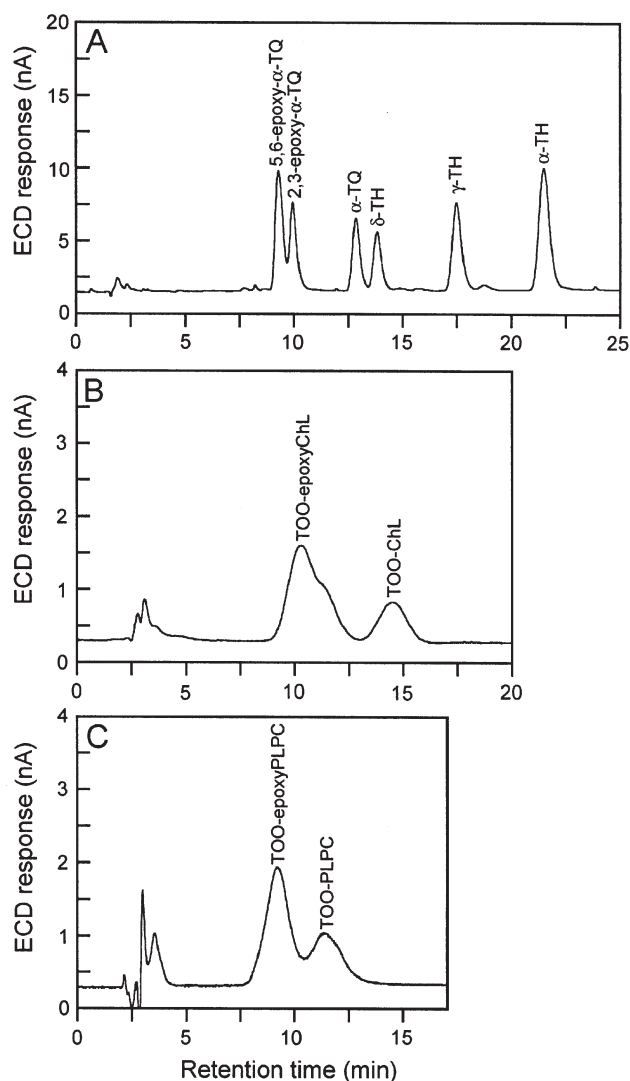 A
ECD response (nA)
20
15
10
5
0
5,6-epoxy-α-TQ
2,3-epoxy-α-TQ
α-TQ
δ-TH
γ-TH
α-TH
0 5 10 15 20 25
B
ECD response (nA)
4
3
2
1
0
TOO-epoxyChL
TOO-ChL
0 5 10 15 20
C
ECD response (nA)
4
3
2
1
0
TOO-epoxyPLPC
TOO-PLPC
0 5 10 15
Retention time (min)